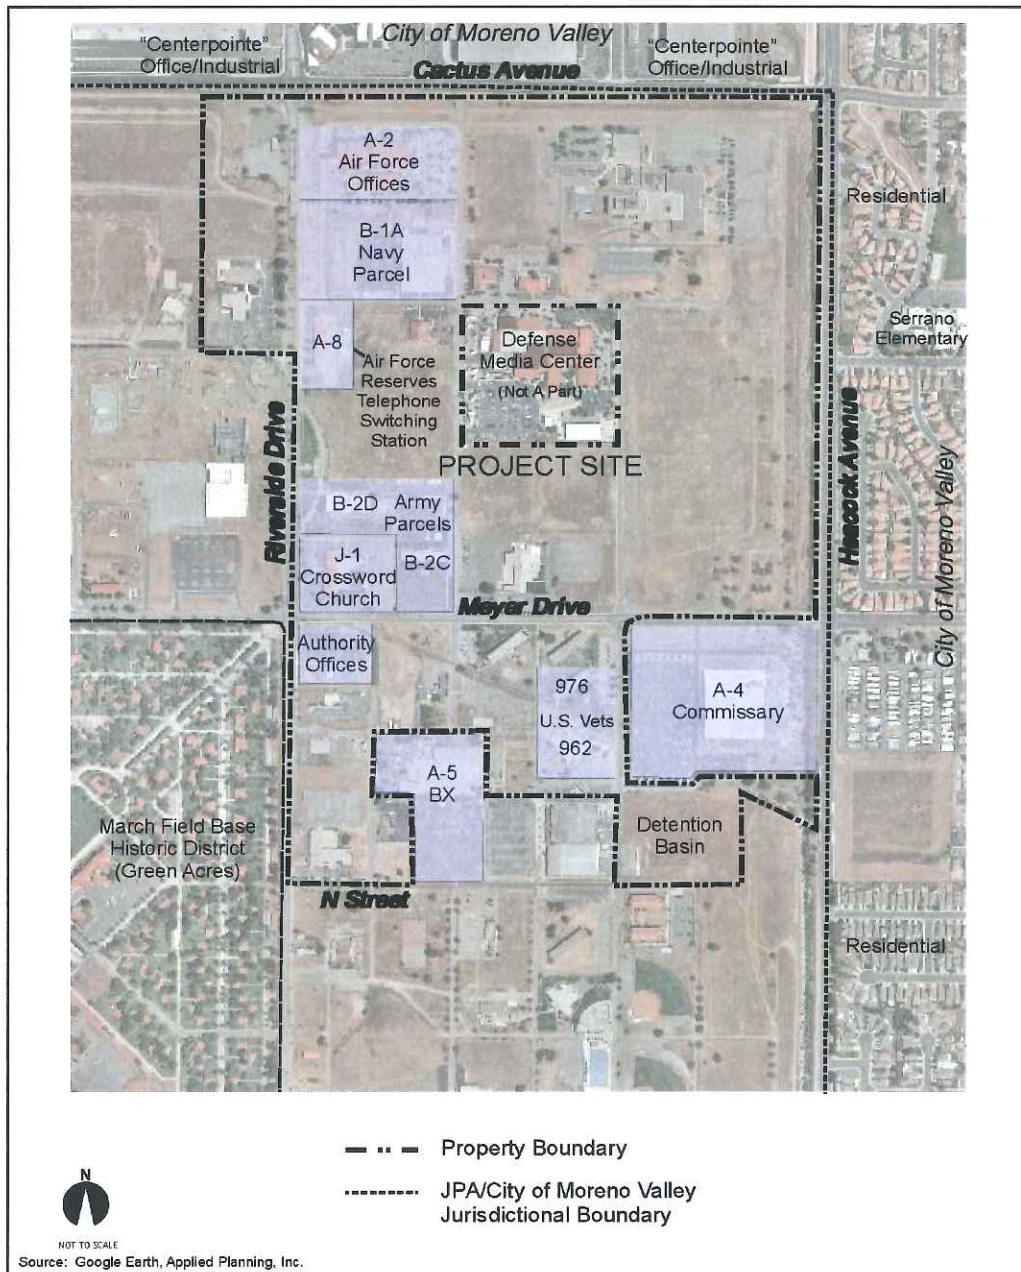 City of Moreno Valley
"Centerpointe"
Office/Industrial
"Centerpointe"
Office/Industrial
Cactus Avenue
A-2
Air Force
Offices
Residential
B-1A
Navy
Parcel
Serrano
Elementary
A-8
Air Force
Reserves
Telephone
Switching
Station
Defense
Media Center
(Not A Part)
PROJECT SITE
Riverside Drive
Heacock Avenue
City of Moreno Valley
B-2D
Army
Parcels
J-1
Crossword
Church
B-2C
Meyer Drive
Authority
Offices
976
U.S. Vets
962
A-4
Commissary
A-5
BX
March Field Base
Historic District
(Green Acres)
Detention
Basin
N Street
Residential
Property Boundary
JPA/City of Moreno Valley
Jurisdictional Boundary
N
NOT TO SCALE
Source: Google Earth, Applied Planning, Inc.